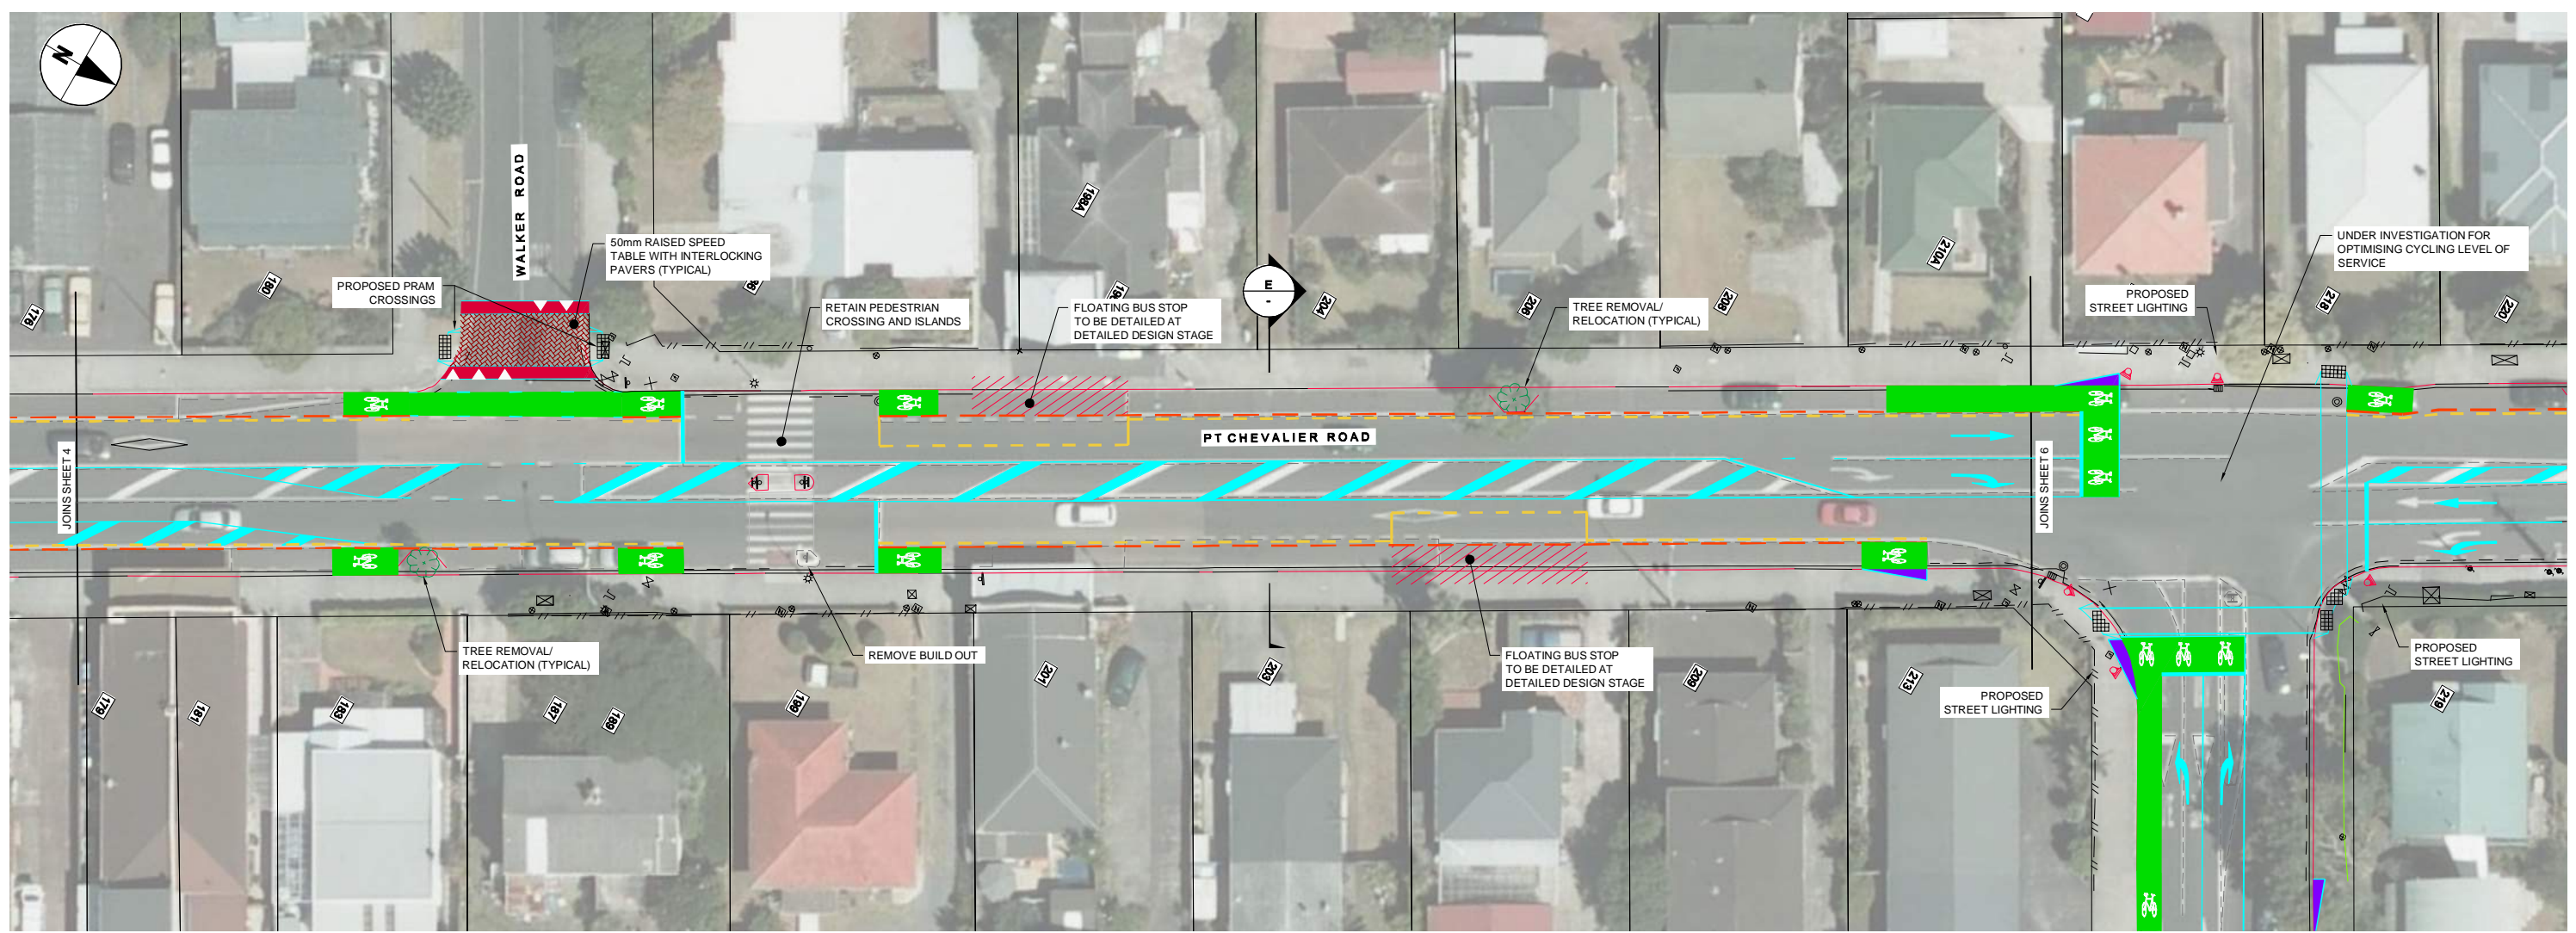 N
WALKER ROAD
50mm RAISED SPEED
TABLE WITH INTERLOCKING
PAVERS (TYPICAL)
PROPOSED PRAM
CROSSINGS
RETAIN PEDESTRIAN
CROSSING AND ISLANDS
FLOATING BUS STOP
TO BE DETAILED AT
DETAILED DESIGN STAGE
E
-
TREE REMOVAL/
RELOCATION (TYPICAL)
PROPOSED
STREET LIGHTING
UNDER INVESTIGATION FOR
OPTIMISING CYCLING LEVEL OF
SERVICE
176
180
198A
204
206
208
210A
218
220
JOINS SHEET 4
PT CHEVALIER ROAD
JOINS SHEET 6
TREE REMOVAL/
RELOCATION (TYPICAL)
REMOVE BUILD OUT
FLOATING BUS STOP
TO BE DETAILED AT
DETAILED DESIGN STAGE
PROPOSED
STREET LIGHTING
PROPOSED
STREET LIGHTING
179
181
183
187
189
199
201
203
209
213
219